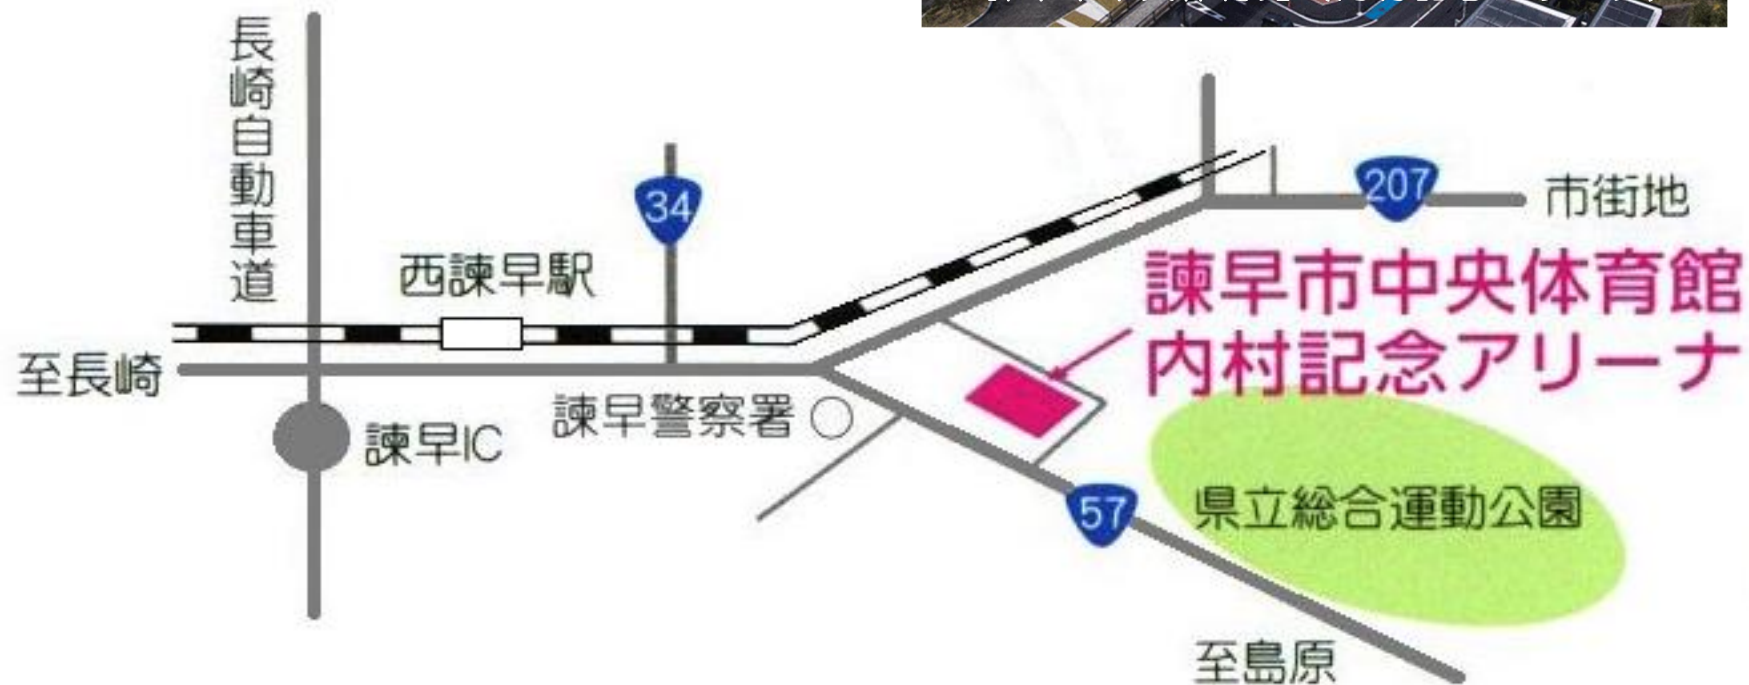 長崎自動車道
34
207
市街地
西諫早駅
諫早市中央体育館
内村記念アリーナ
至長崎
諫早警察署
諫早IC
57
県立総合運動公園
至島原